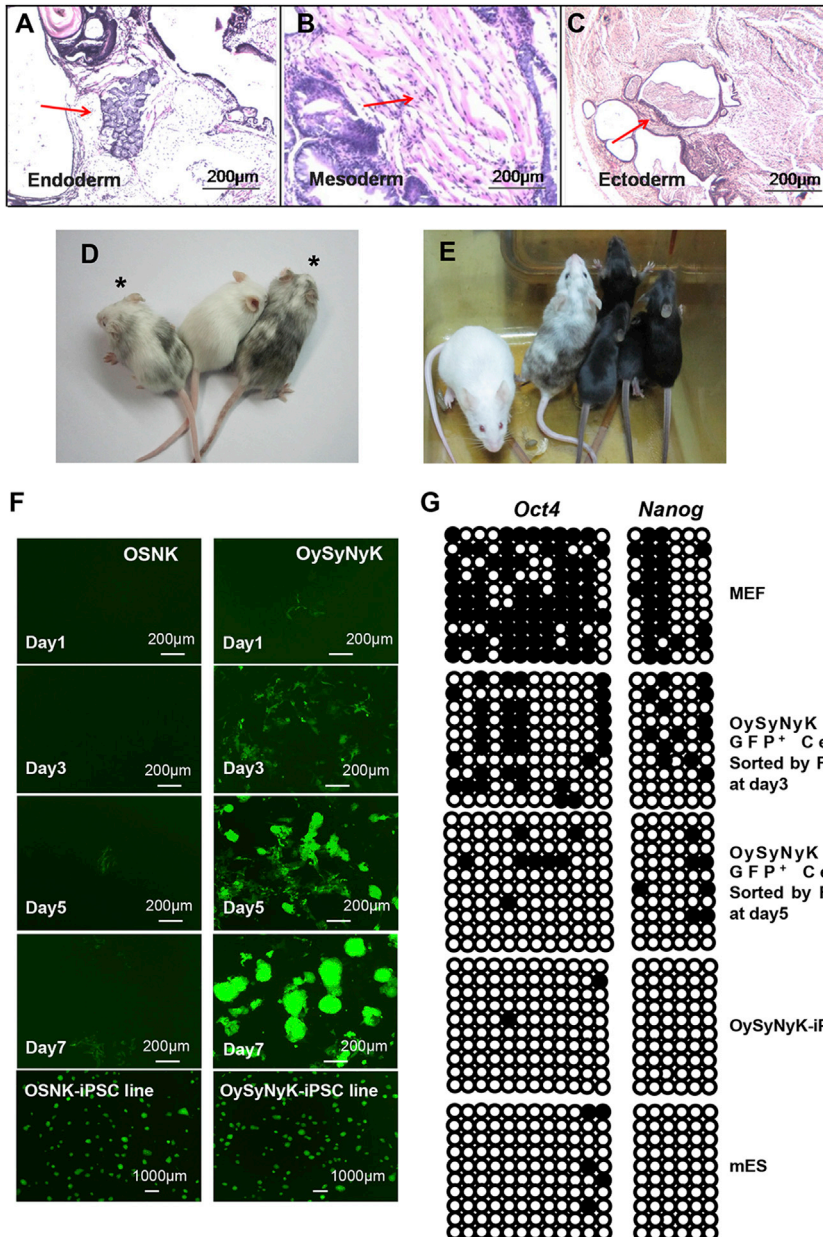 A
Endoderm
200µm
B
Mesoderm
200µm
C
Ectoderm
200µm
D
*
*
E
F
OSNK
Day1
200µm
OySyNyK
Day1
200µm
Day3
200µm
Day3
200µm
Day5
200µm
Day5
200µm
Day7
200µm
Day7
200µm
OSNK-iPSC line
1000µm
OySyNyK-iPSC line
1000µm
G
Oct4
Nanog
MEF
OySyNyK
GFP⁺
Sorted by
at day3
OySyNyK
GFP⁺
Sorted by
at day5
mES